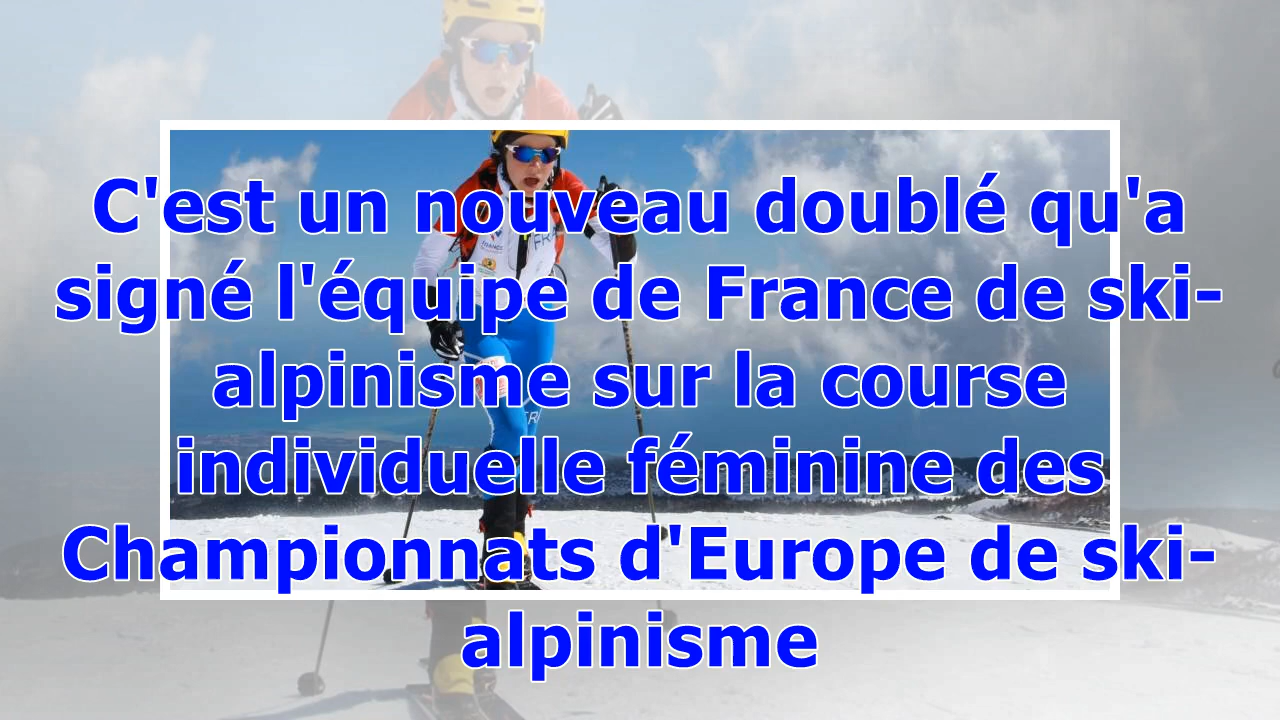 C'est un nouveau doublé qu'a
signé l'équipe de France de ski-
alpinisme sur la course
individuelle féminine des
Championnats d'Europe de ski-
alpinisme